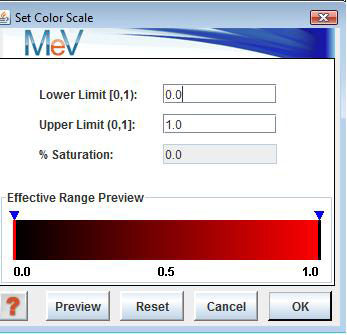 Set Color Scale
MeV
Lower Limit [0,1): 0.0
Upper Limit (0,1]: 1.0
% Saturation: 0.0
Effective Range Preview
0.0 0.5 1.0
? Preview Reset Cancel OK